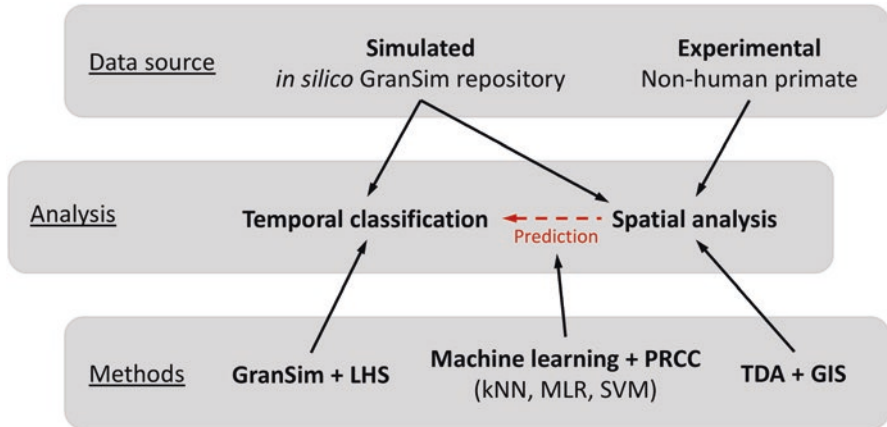 Data source
Simulated
in silico GranSim repository
Experimental
Non-human primate
Analysis
Temporal classification
Prediction
Spatial analysis
Methods
GranSim + LHS
Machine learning + PRCC
(kNN, MLR, SVM)
TDA + GIS